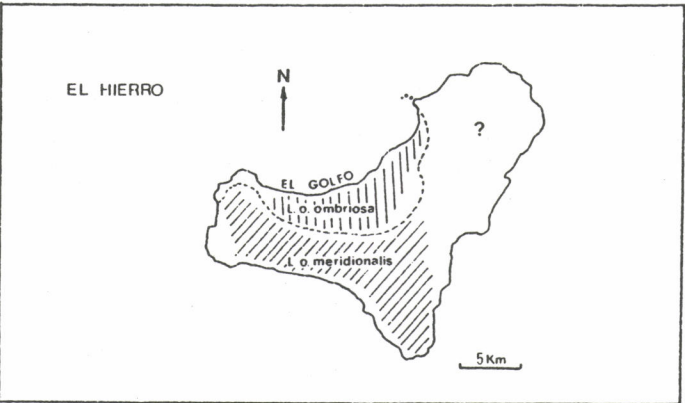 EL HIERRO
N
?
EL GOLFO
L. o. ombriosa
L. o. meridionalis
5 Km